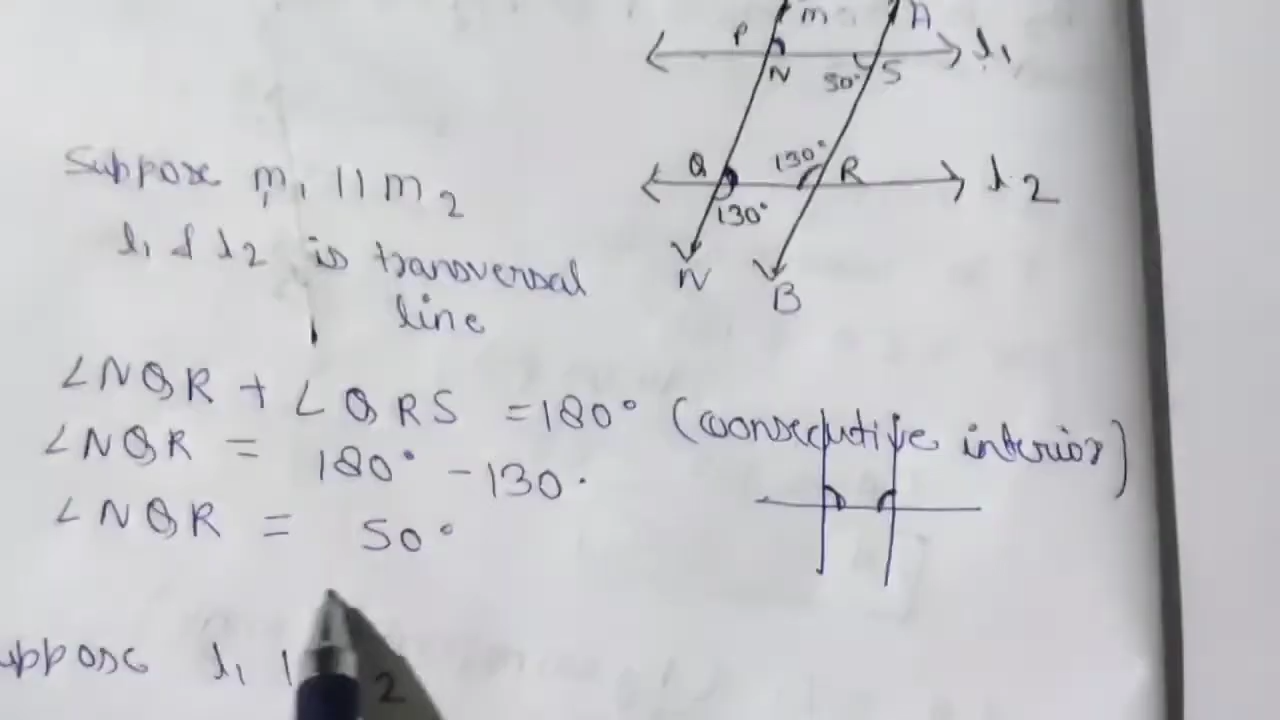 m
A
P
l1
N
50°
S
Q
130°
R
l2
130°
N
B
Suppose m1 || m2
l1 & l2 is transversal
line
∠NQR + ∠QRS = 180° (consecutive interior)
∠NQR = 180° - 130.
∠NQR = 50°
uppose l1 | 2